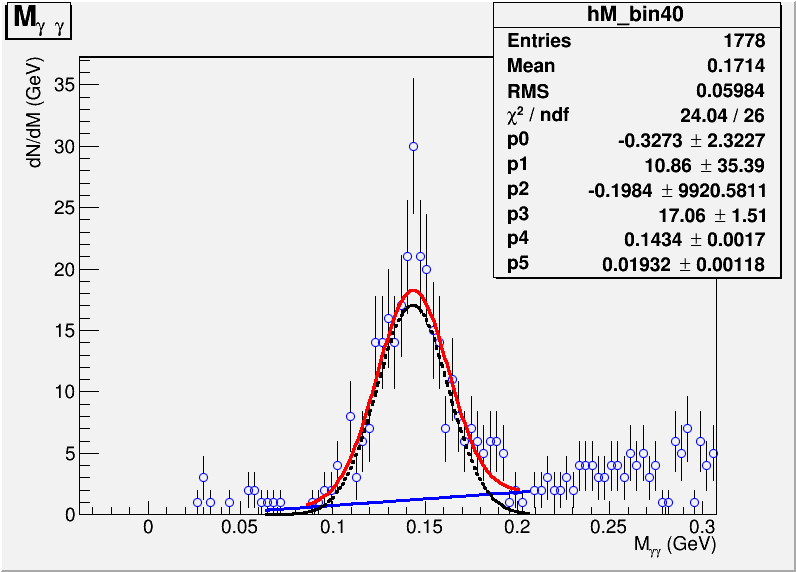 M γ γ
hM_bin40
Entries 1778
Mean 0.1714
RMS 0.05984
χ² / ndf 24.04 / 26
p0 -0.3273 ± 2.3227
p1 10.86 ± 35.39
p2 -0.1984 ± 9920.5811
p3 17.06 ± 1.51
p4 0.1434 ± 0.0017
p5 0.01932 ± 0.00118
dN/dM (GeV)
35
30
25
20
15
10
5
0
0 0.05 0.1 0.15 0.2 0.25 0.3
Mγγ (GeV)